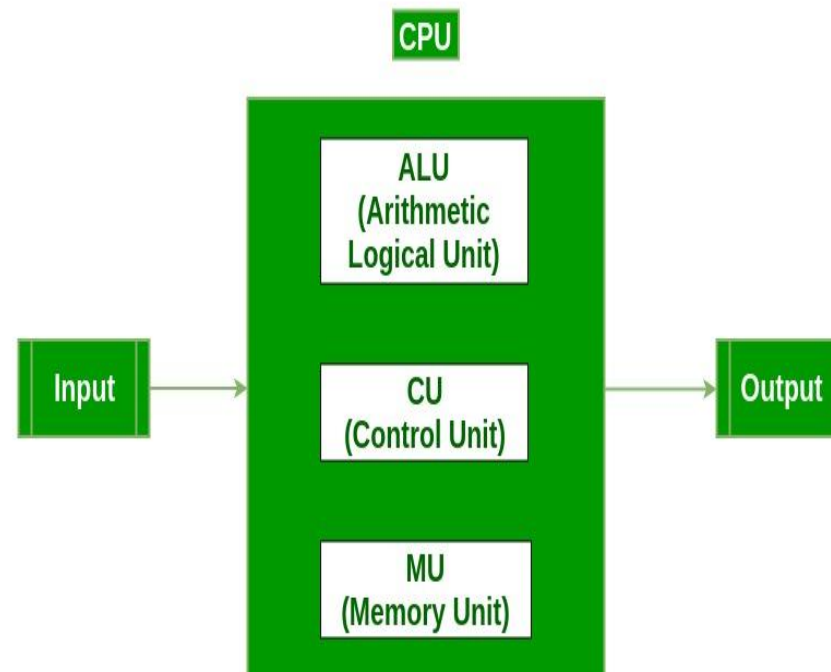 CPU
ALU
(Arithmetic
Logical Unit)
Input
CU
(Control Unit)
Output
MU
(Memory Unit)